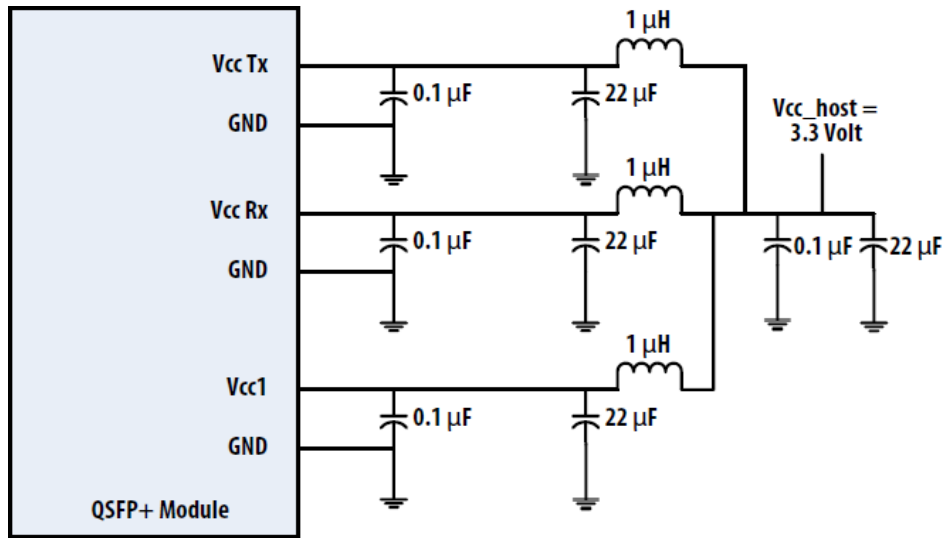 1 μH
Vcc Tx
0.1 μF
22 μF
Vcc_host =
3.3 Volt
GND
1 μH
Vcc Rx
0.1 μF
22 μF
0.1 μF
22 μF
GND
1 μH
Vcc1
0.1 μF
22 μF
GND
QSFP+ Module